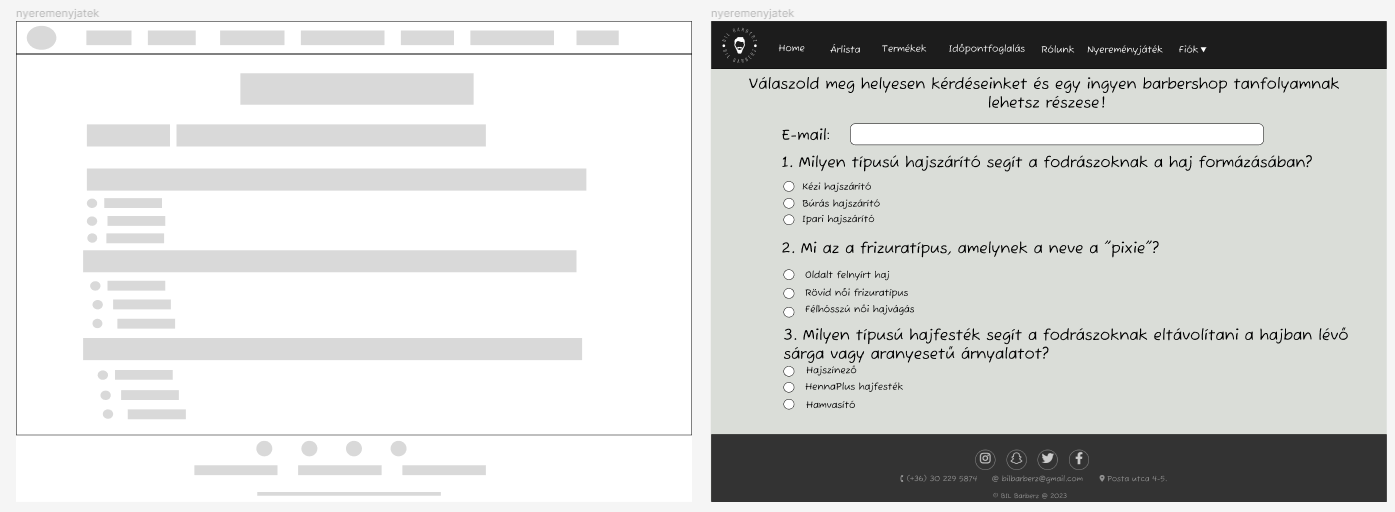 nyeremenyjatek
nyeremenyjatek
BIL BARBERZ
BIL BARBERZ
Home Árlista Termékek Időpontfoglalás Rólunk Nyereményjáték Fiók ▼
Válaszold meg helyesen kérdéseinket és egy ingyen barbershop tanfolyamnak
lehetsz részese!
E-mail:
1. Milyen típusú hajszárító segít a fodrászoknak a haj formázásában?
Kézi hajszárító
Búrás hajszárító
Ipari hajszárító
2. Mi az a frizuratípus, amelynek a neve a "pixie"?
Oldalt felnyírt haj
Rövid női frizuratípus
Félhosszú női hajvágás
3. Milyen típusú hajfesték segít a fodrászoknak eltávolítani a hajban lévő
sárga vagy aranyesetű árnyalatot?
Hajszínező
HennaPlus hajfesték
Hamvasító
(+36) 30 229 5874 @ bilbarberz@gmail.com Posta utca 4-5.
© BIL Barberz @ 2023